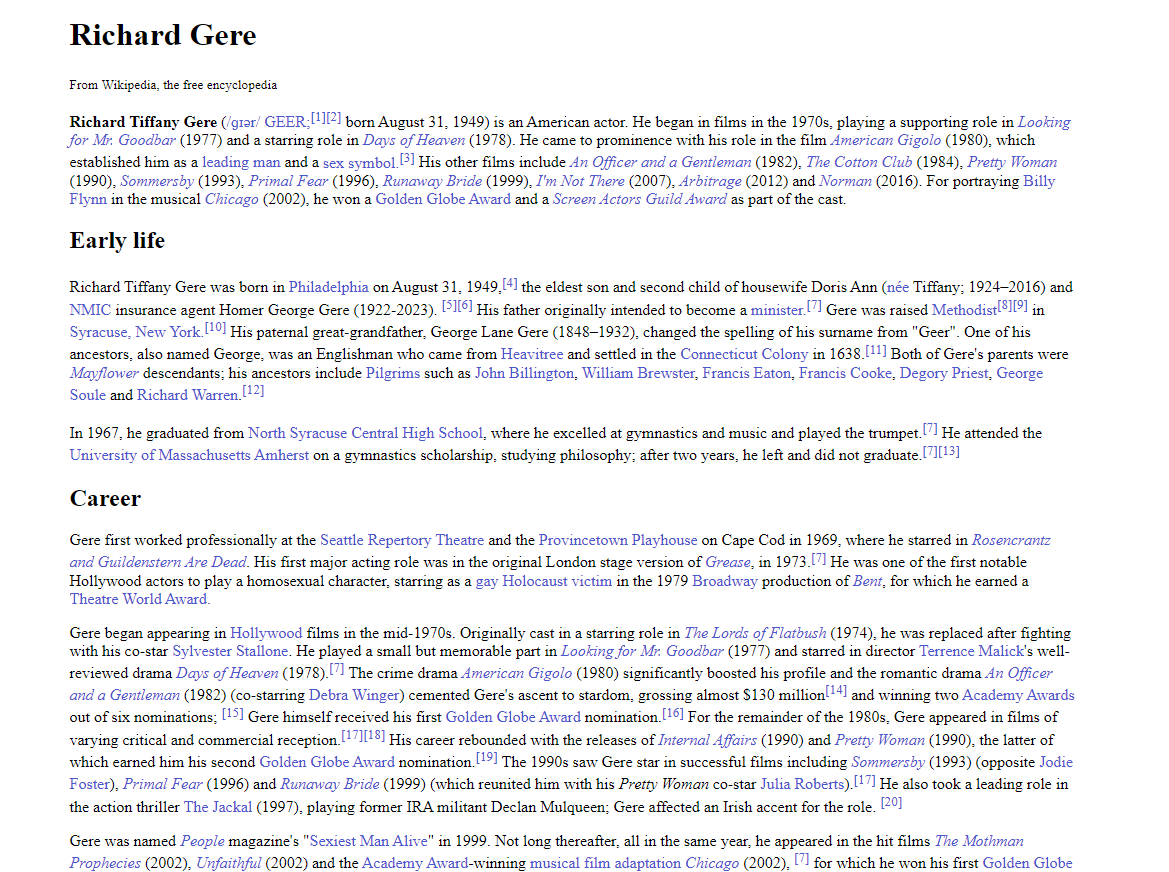 Richard Gere
From Wikipedia, the free encyclopedia
Richard Tiffany Gere (/ɡɪər/ GEER;[1][2] born August 31, 1949) is an American actor. He began in films in the 1970s, playing a supporting role in Looking
for Mr. Goodbar (1977) and a starring role in Days of Heaven (1978). He came to prominence with his role in the film American Gigolo (1980), which
established him as a leading man and a sex symbol.[3] His other films include An Officer and a Gentleman (1982), The Cotton Club (1984), Pretty Woman
(1990), Sommersby (1993), Primal Fear (1996), Runaway Bride (1999), I'm Not There (2007), Arbitrage (2012) and Norman (2016). For portraying Billy
Flynn in the musical Chicago (2002), he won a Golden Globe Award and a Screen Actors Guild Award as part of the cast.
Early life
Richard Tiffany Gere was born in Philadelphia on August 31, 1949,[4] the eldest son and second child of housewife Doris Ann (née Tiffany; 1924–2016) and
NMIC insurance agent Homer George Gere (1922-2023). [5][6] His father originally intended to become a minister.[7] Gere was raised Methodist[8][9] in
Syracuse, New York.[10] His paternal great-grandfather, George Lane Gere (1848–1932), changed the spelling of his surname from "Geer". One of his
ancestors, also named George, was an Englishman who came from Heavitree and settled in the Connecticut Colony in 1638.[11] Both of Gere's parents were
Mayflower descendants; his ancestors include Pilgrims such as John Billington, William Brewster, Francis Eaton, Francis Cooke, Degory Priest, George
Soule and Richard Warren.[12]
In 1967, he graduated from North Syracuse Central High School, where he excelled at gymnastics and music and played the trumpet.[7] He attended the
University of Massachusetts Amherst on a gymnastics scholarship, studying philosophy; after two years, he left and did not graduate.[7][13]
Career
Gere first worked professionally at the Seattle Repertory Theatre and the Provincetown Playhouse on Cape Cod in 1969, where he starred in Rosencrantz
and Guildenstern Are Dead. His first major acting role was in the original London stage version of Grease, in 1973.[7] He was one of the first notable
Hollywood actors to play a homosexual character, starring as a gay Holocaust victim in the 1979 Broadway production of Bent, for which he earned a
Theatre World Award.
Gere began appearing in Hollywood films in the mid-1970s. Originally cast in a starring role in The Lords of Flatbush (1974), he was replaced after fighting
with his co-star Sylvester Stallone. He played a small but memorable part in Looking for Mr. Goodbar (1977) and starred in director Terrence Malick's well-
reviewed drama Days of Heaven (1978).[7] The crime drama American Gigolo (1980) significantly boosted his profile and the romantic drama An Officer
and a Gentleman (1982) (co-starring Debra Winger) cemented Gere's ascent to stardom, grossing almost $130 million[14] and winning two Academy Awards
out of six nominations; [15] Gere himself received his first Golden Globe Award nomination.[16] For the remainder of the 1980s, Gere appeared in films of
varying critical and commercial reception.[17][18] His career rebounded with the releases of Internal Affairs (1990) and Pretty Woman (1990), the latter of
which earned him his second Golden Globe Award nomination.[19] The 1990s saw Gere star in successful films including Sommersby (1993) (opposite Jodie
Foster), Primal Fear (1996) and Runaway Bride (1999) (which reunited him with his Pretty Woman co-star Julia Roberts).[17] He also took a leading role in
the action thriller The Jackal (1997), playing former IRA militant Declan Mulqueen; Gere affected an Irish accent for the role. [20]
Gere was named People magazine's "Sexiest Man Alive" in 1999. Not long thereafter, all in the same year, he appeared in the hit films The Mothman
Prophecies (2002), Unfaithful (2002) and the Academy Award-winning musical film adaptation Chicago (2002), [7] for which he won his first Golden Globe